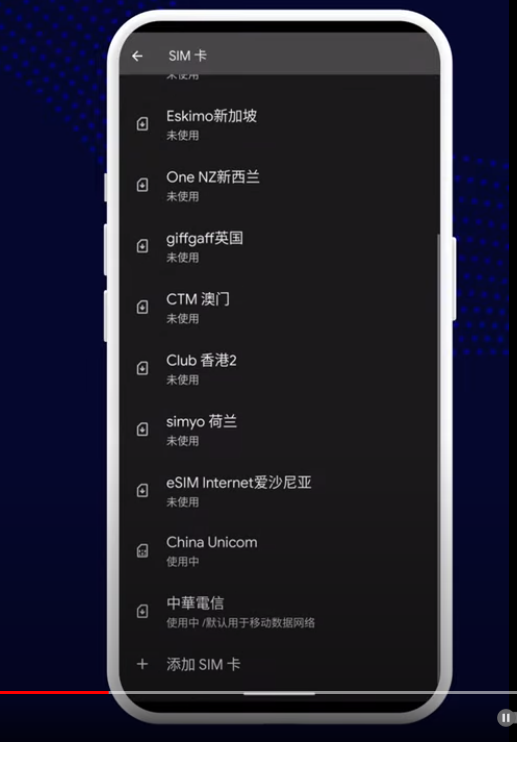 SIM 卡
未使用
Eskimo新加坡
未使用
One NZ新西兰
未使用
giffgaff英国
未使用
CTM 澳门
未使用
Club 香港2
未使用
simyo 荷兰
未使用
eSIM Internet爱沙尼亚
未使用
China Unicom
使用中
中華電信
使用中 /默认用于移动数据网络
添加 SIM 卡